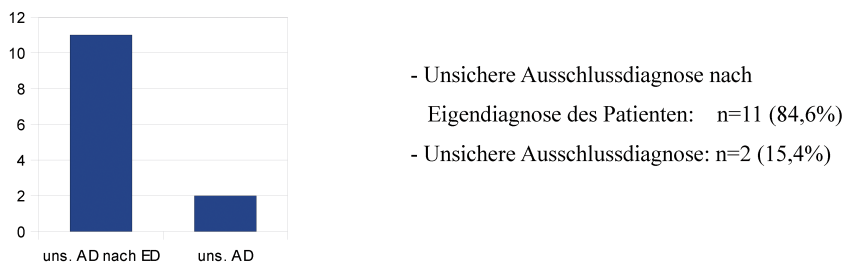 12
10
8
6
4
2
0
uns. AD nach ED
uns. AD
- Unsichere Ausschlussdiagnose nach
Eigendiagnose des Patienten: n=11 (84,6%)
- Unsichere Ausschlussdiagnose: n=2 (15,4%)